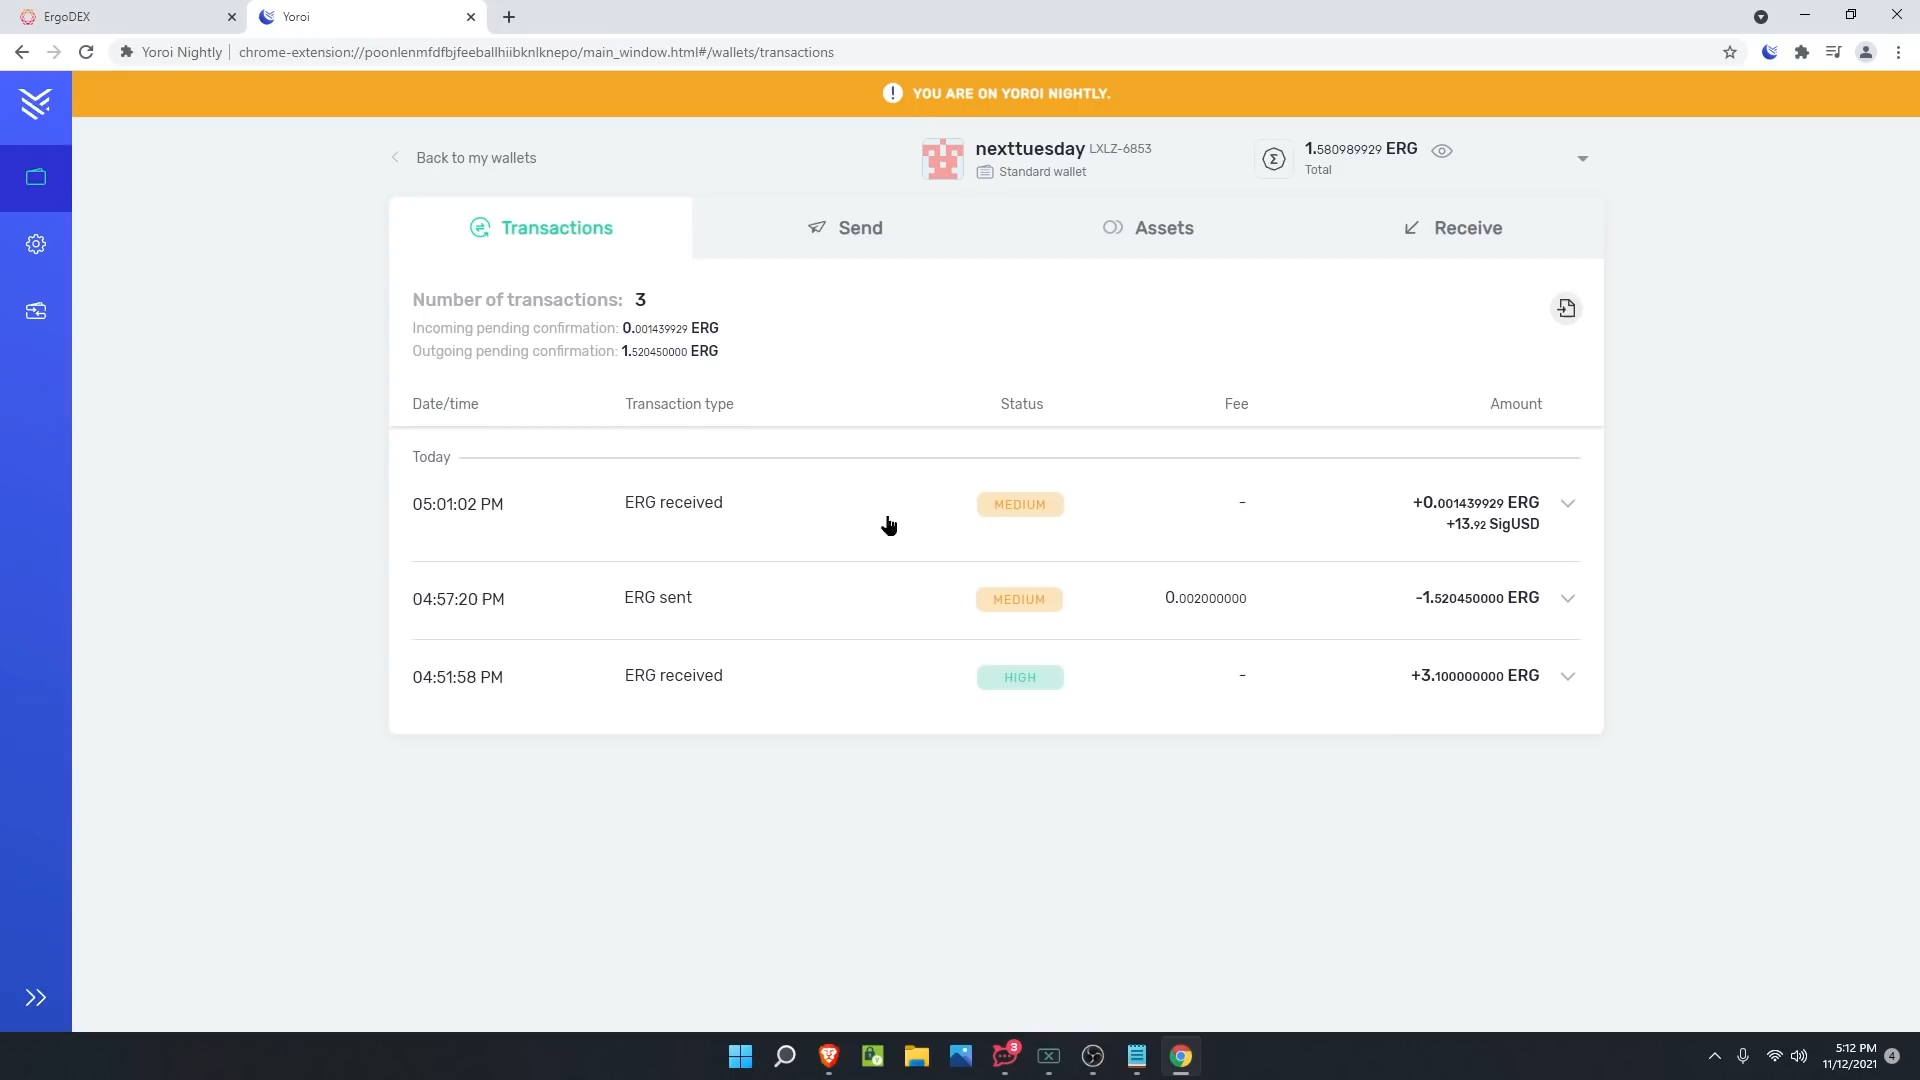 ErgoDEX
Yoroi
Yoroi Nightly | chrome-extension://poonlenmfdfbjfeeballhiibknlknepo/main_window.html#/wallets/transactions
! YOU ARE ON YOROI NIGHTLY.
Back to my wallets
nexttuesday LXLZ-6853
Standard wallet
1.580989929 ERG
Total
Transactions
Send
Assets
Receive
Number of transactions: 3
Incoming pending confirmation: 0.001439929 ERG
Outgoing pending confirmation: 1.520450000 ERG
Date/time Transaction type Status Fee Amount
Today
05:01:02 PM ERG received MEDIUM - +0.001439929 ERG
+13.92 SigUSD
04:57:20 PM ERG sent MEDIUM 0.002000000 -1.520450000 ERG
04:51:58 PM ERG received HIGH - +3.100000000 ERG
3
5:12 PM
11/12/2021
4